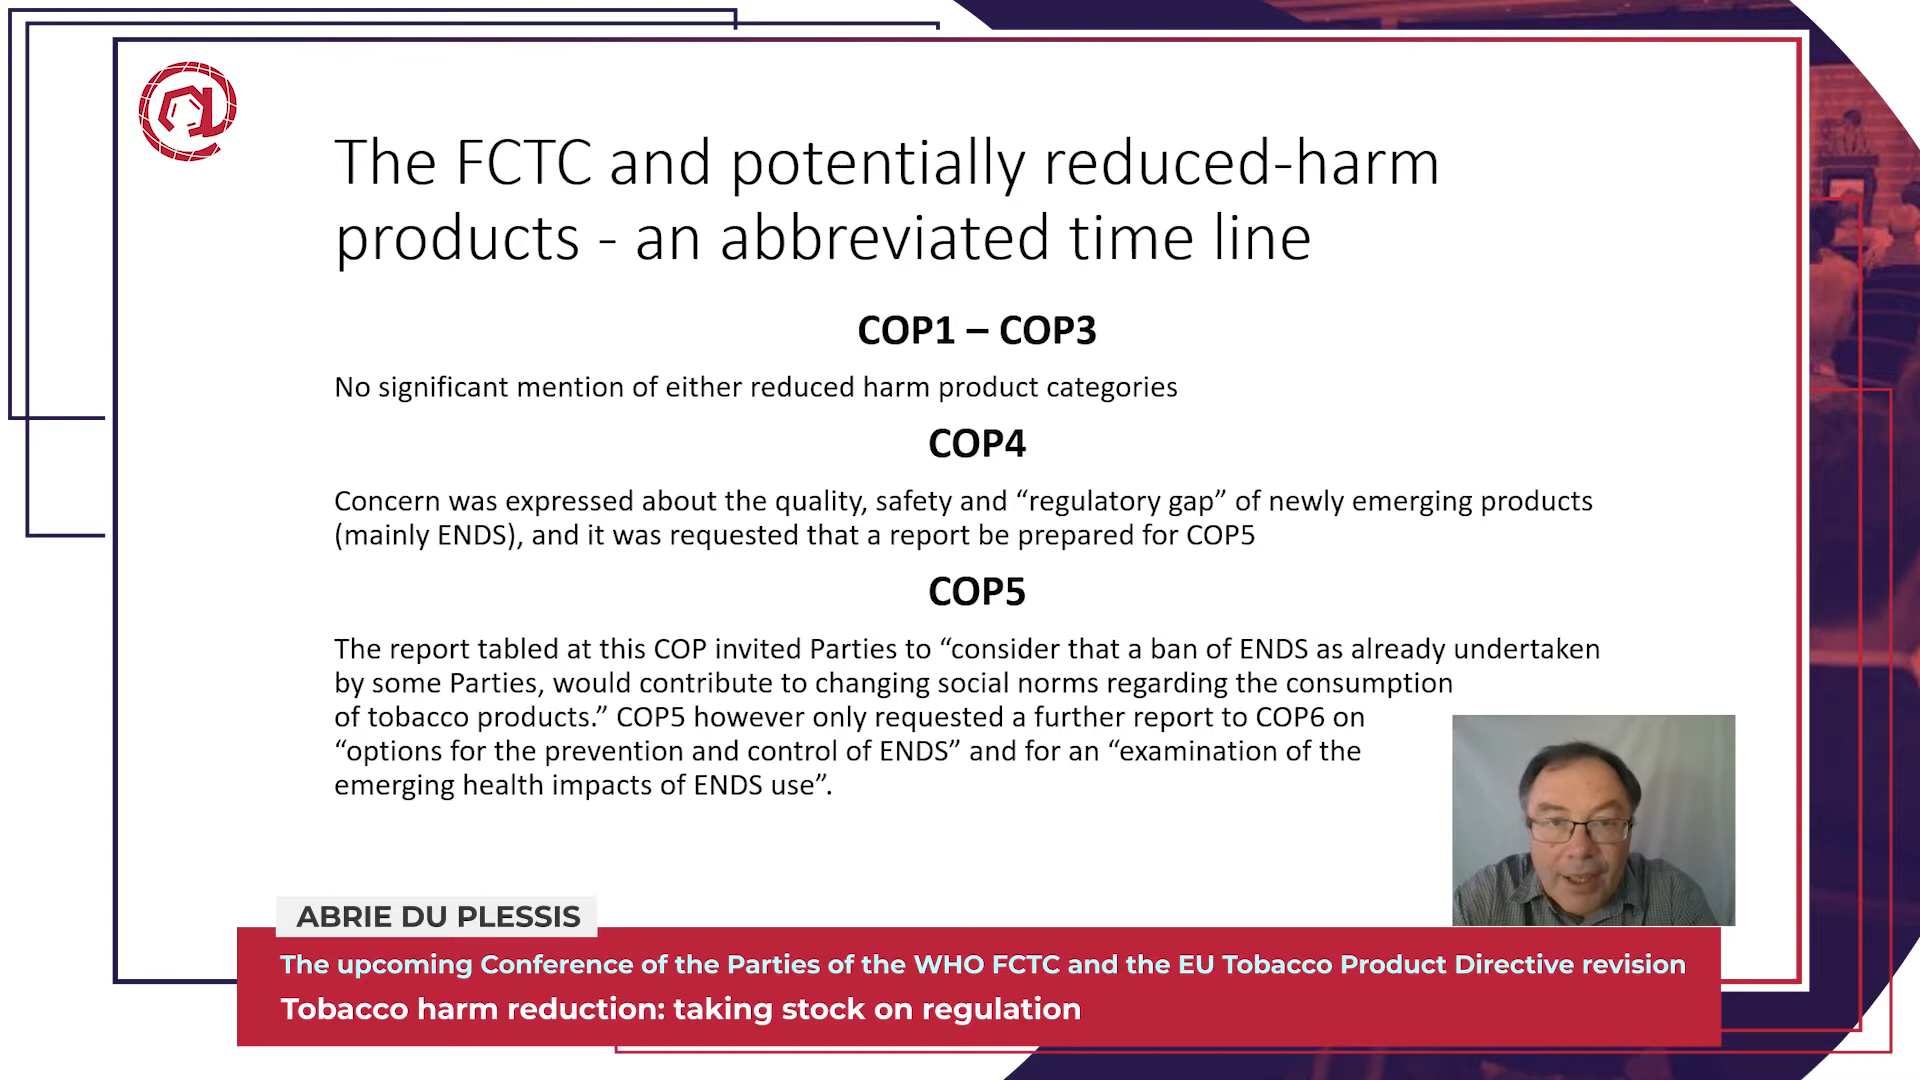 The FCTC and potentially reduced-harm
products - an abbreviated time line
COP1 – COP3
No significant mention of either reduced harm product categories
COP4
Concern was expressed about the quality, safety and “regulatory gap” of newly emerging products
(mainly ENDS), and it was requested that a report be prepared for COP5
COP5
The report tabled at this COP invited Parties to “consider that a ban of ENDS as already undertaken
by some Parties, would contribute to changing social norms regarding the consumption
of tobacco products.” COP5 however only requested a further report to COP6 on
“options for the prevention and control of ENDS” and for an “examination of the
emerging health impacts of ENDS use”.
ABRIE DU PLESSIS
The upcoming Conference of the Parties of the WHO FCTC and the EU Tobacco Product Directive revision
Tobacco harm reduction: taking stock on regulation